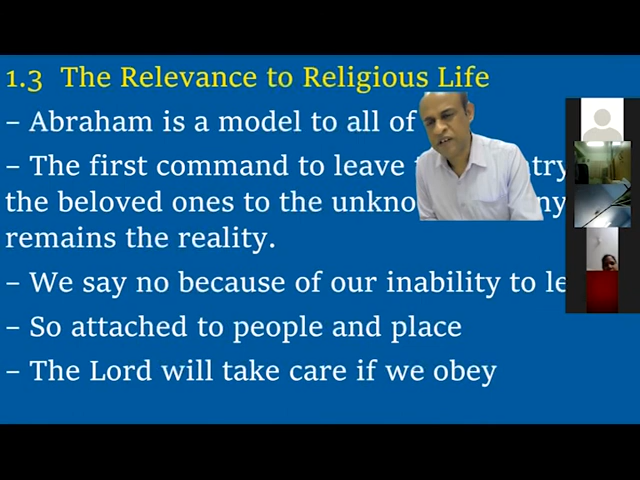 1.3 The Relevance to Religious Life
– Abraham is a model to all of
– The first command to leave
the beloved ones to the
remains the reality.
– We say no because of our inability to
– So attached to people and place
– The Lord will take care if we obey